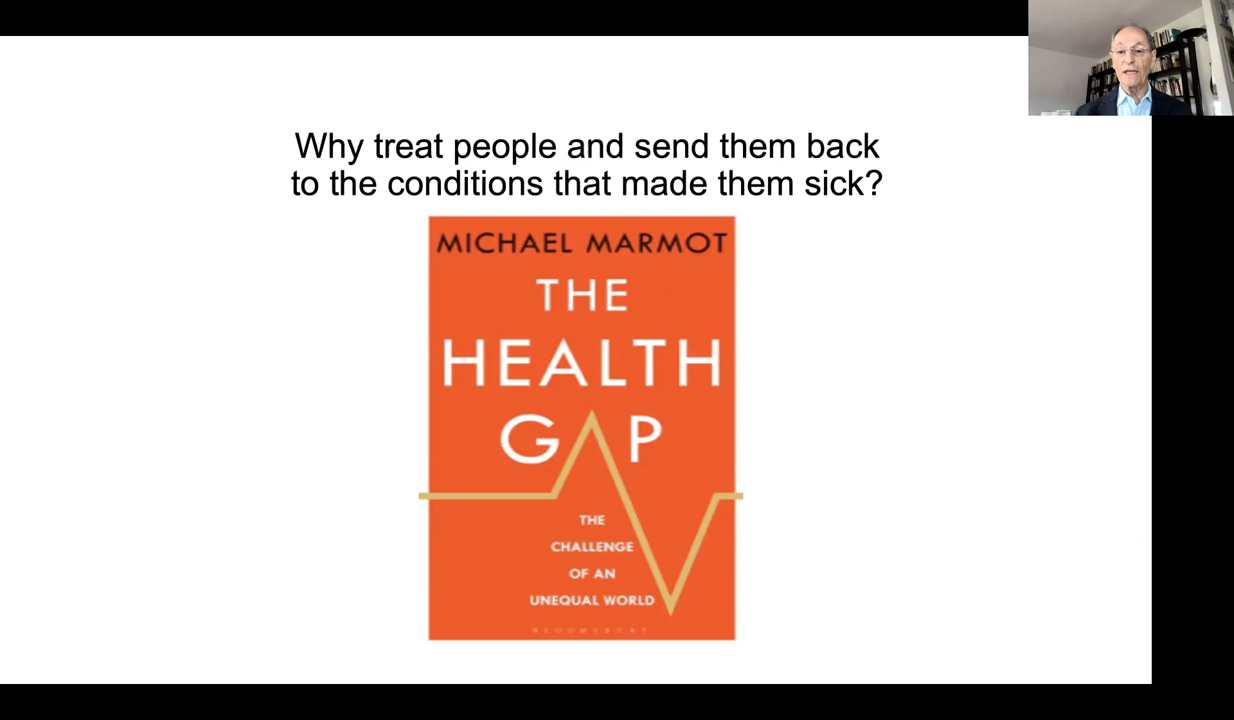 Why treat people and send them back
to the conditions that made them sick?
MICHAEL MARMOT
THE
HEALTH
GAP
THE
CHALLENGE
OF AN
UNEQUAL WORLD
BLOOMSBURY